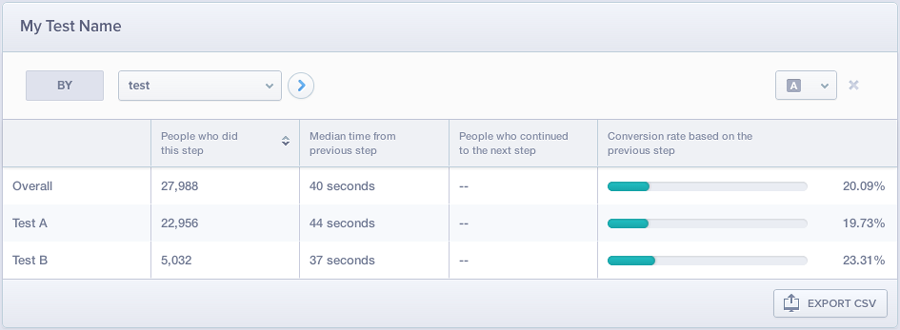 My Test Name
BY
test
A
People who did
this step
Median time from
previous step
People who continued
to the next step
Conversion rate based on the
previous step
Overall 27,988 40 seconds -- 20.09%
Test A 22,956 44 seconds -- 19.73%
Test B 5,032 37 seconds -- 23.31%
EXPORT CSV